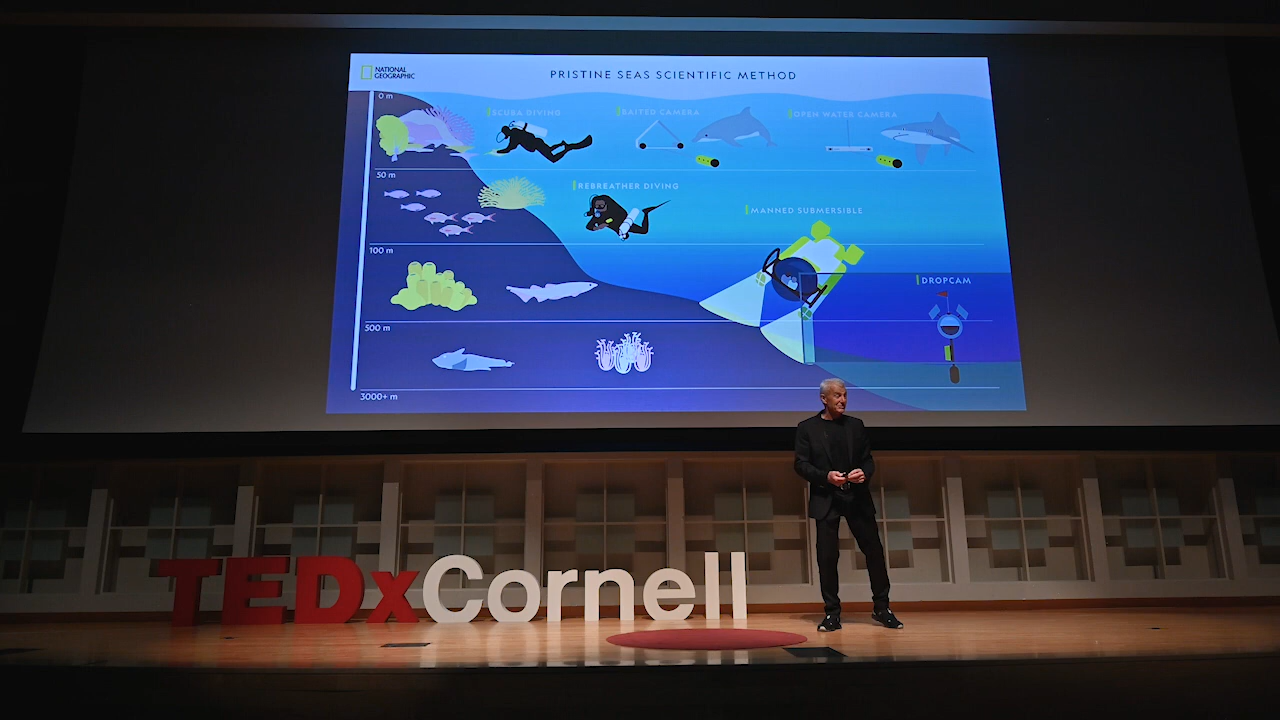 NATIONAL
GEOGRAPHIC
PRISTINE SEAS SCIENTIFIC METHOD
0 m
SCUBA DIVING
BAITED CAMERA
OPEN WATER CAMERA
50 m
REBREATHER DIVING
MANNED SUBMERSIBLE
100 m
DROPCAM
500 m
3000+ m
TEDxCornell